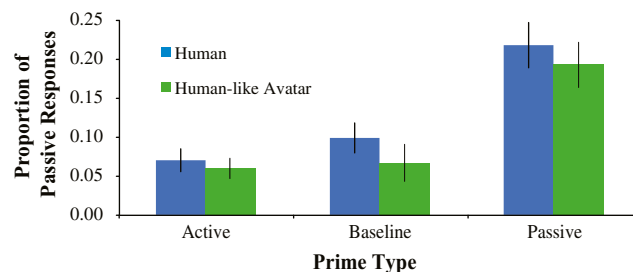 0.25
0.20
0.15
0.10
0.05
0.00
Proportion of
Passive Responses
Human
Human-like Avatar
Active Baseline Passive
Prime Type